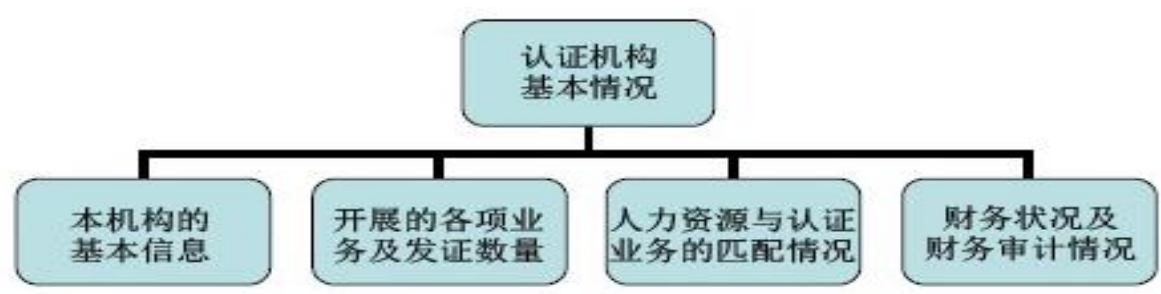 认证机构
基本情况
本机构的
基本信息
开展的各项业
务及发证数量
人力资源与认证
业务的匹配情况
财务状况及
财务审计情况